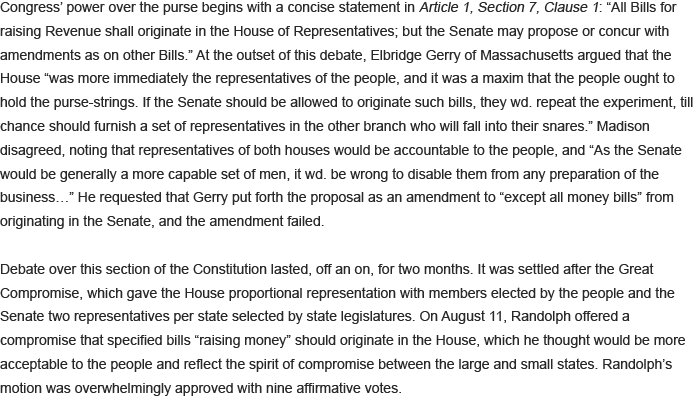 Congress’ power over the purse begins with a concise statement in Article 1, Section 7, Clause 1: “All Bills for
raising Revenue shall originate in the House of Representatives; but the Senate may propose or concur with
amendments as on other Bills.” At the outset of this debate, Elbridge Gerry of Massachusetts argued that the
House “was more immediately the representatives of the people, and it was a maxim that the people ought to
hold the purse-strings. If the Senate should be allowed to originate such bills, they wd. repeat the experiment, till
chance should furnish a set of representatives in the other branch who will fall into their snares.” Madison
disagreed, noting that representatives of both houses would be accountable to the people, and “As the Senate
would be generally a more capable set of men, it wd. be wrong to disable them from any preparation of the
business…” He requested that Gerry put forth the proposal as an amendment to “except all money bills” from
originating in the Senate, and the amendment failed.
Debate over this section of the Constitution lasted, off an on, for two months. It was settled after the Great
Compromise, which gave the House proportional representation with members elected by the people and the
Senate two representatives per state selected by state legislatures. On August 11, Randolph offered a
compromise that specified bills “raising money” should originate in the House, which he thought would be more
acceptable to the people and reflect the spirit of compromise between the large and small states. Randolph’s
motion was overwhelmingly approved with nine affirmative votes.